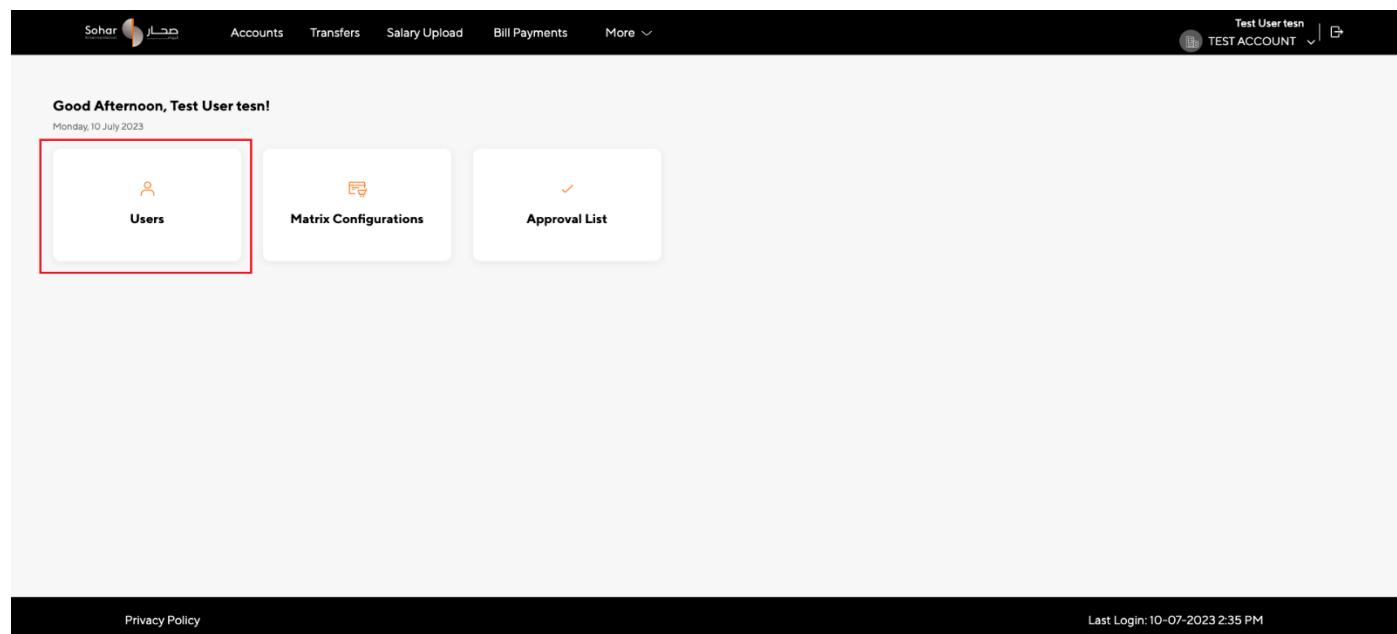 Sohar صحار
International
Accounts Transfers Salary Upload Bill Payments More
Test User tesn
TEST ACCOUNT
Good Afternoon, Test User tesn!
Monday, 10 July 2023
Users
Matrix Configurations
Approval List
Privacy Policy
Last Login: 10-07-2023 2:35 PM